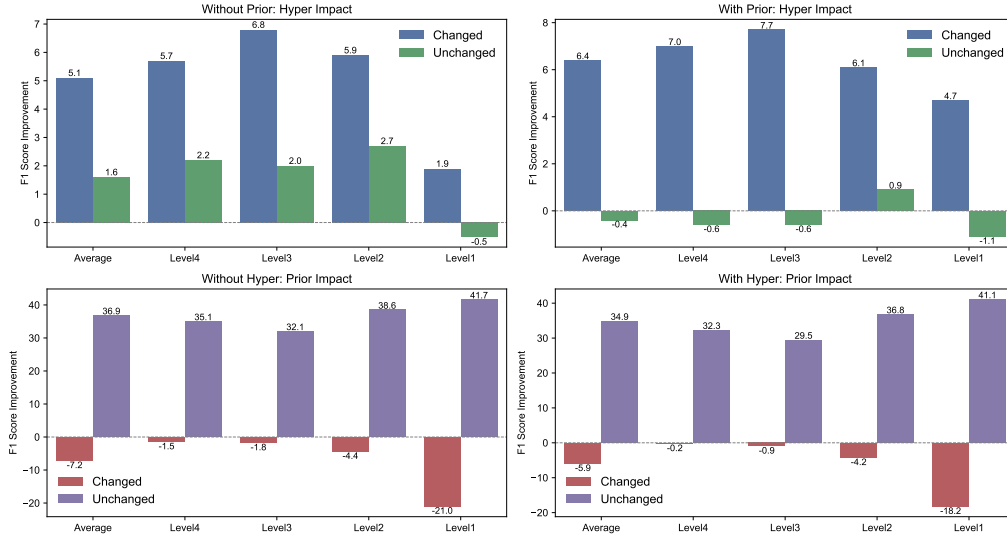 Without Prior: Hyper Impact
F1 Score Improvement
7
6
5
4
3
2
1
0
5.1
1.6
5.7
2.2
6.8
2.0
5.9
2.7
1.9
-0.5
Changed
Unchanged
Average
Level4
Level3
Level2
Level1
With Prior: Hyper Impact
F1 Score Improvement
8
6
4
2
0
6.4
-0.4
7.0
-0.6
7.7
-0.6
6.1
0.9
4.7
-1.1
Changed
Unchanged
Average
Level4
Level3
Level2
Level1
Without Hyper: Prior Impact
F1 Score Improvement
40
30
20
10
0
−10
−20
-7.2
36.9
-1.5
35.1
-1.8
32.1
-4.4
38.6
-21.0
41.7
Changed
Unchanged
Average
Level4
Level3
Level2
Level1
With Hyper: Prior Impact
F1 Score Improvement
40
30
20
10
0
−10
−20
-5.9
34.9
-0.2
32.3
-0.9
29.5
-4.2
36.8
-18.2
41.1
Changed
Unchanged
Average
Level4
Level3
Level2
Level1